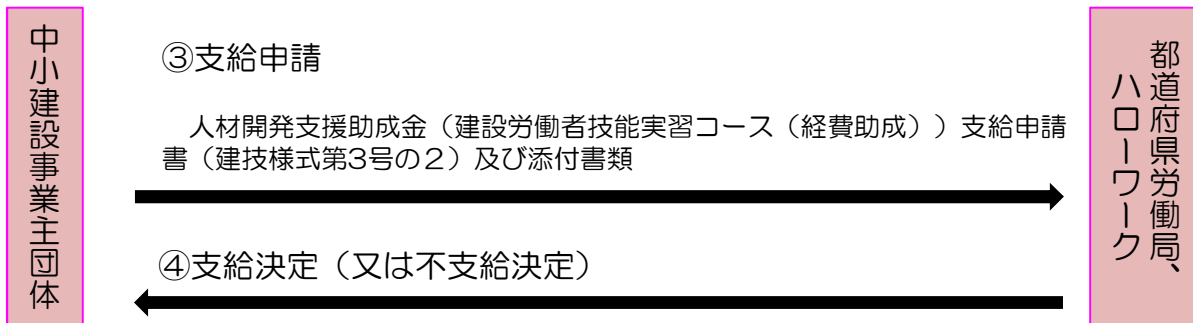 中小建設事業主団体
③支給申請
人材開発支援助成金（建設労働者技能実習コース（経費助成））支給申請
書（建技様式第3号の２）及び添付書類
④支給決定（又は不支給決定）
都道府県労働局、
ハローワーク